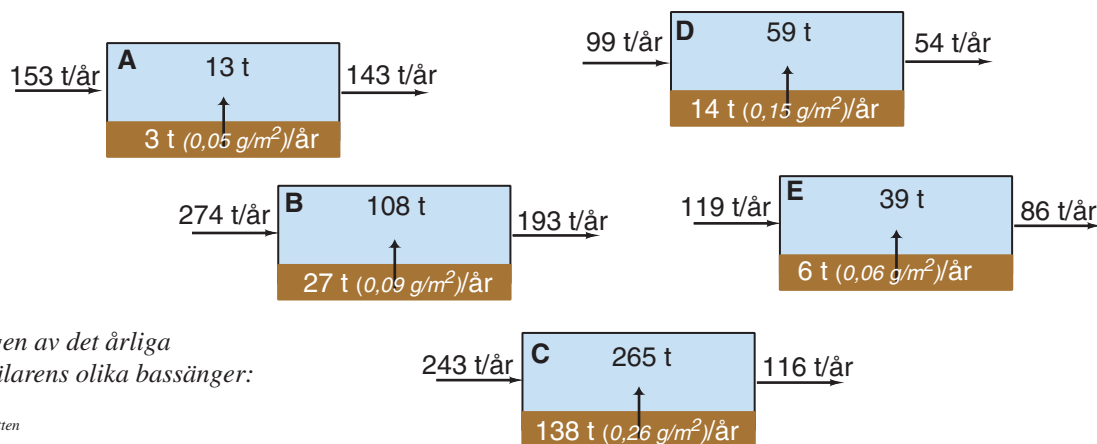 A
13 t
153 t/år
143 t/år
3 t (0,05 g/m²)/år
D
59 t
99 t/år
54 t/år
14 t (0,15 g/m²)/år
B
108 t
274 t/år
193 t/år
27 t (0,09 g/m²)/år
E
39 t
119 t/år
86 t/år
6 t (0,06 g/m²)/år
C
265 t
243 t/år
116 t/år
138 t (0,26 g/m²)/år
en av det årliga
ilarens olika bassänger:
ten